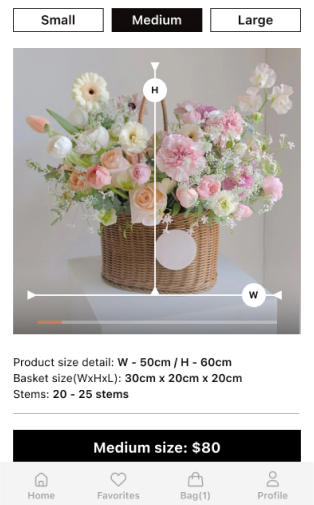 Small
Medium
Large
H
W
Product size detail: W - 50cm / H - 60cm
Basket size(WxHxL): 30cm x 20cm x 20cm
Stems: 20 - 25 stems
Medium size: $80
Home
Favorites
Bag(1)
Profile